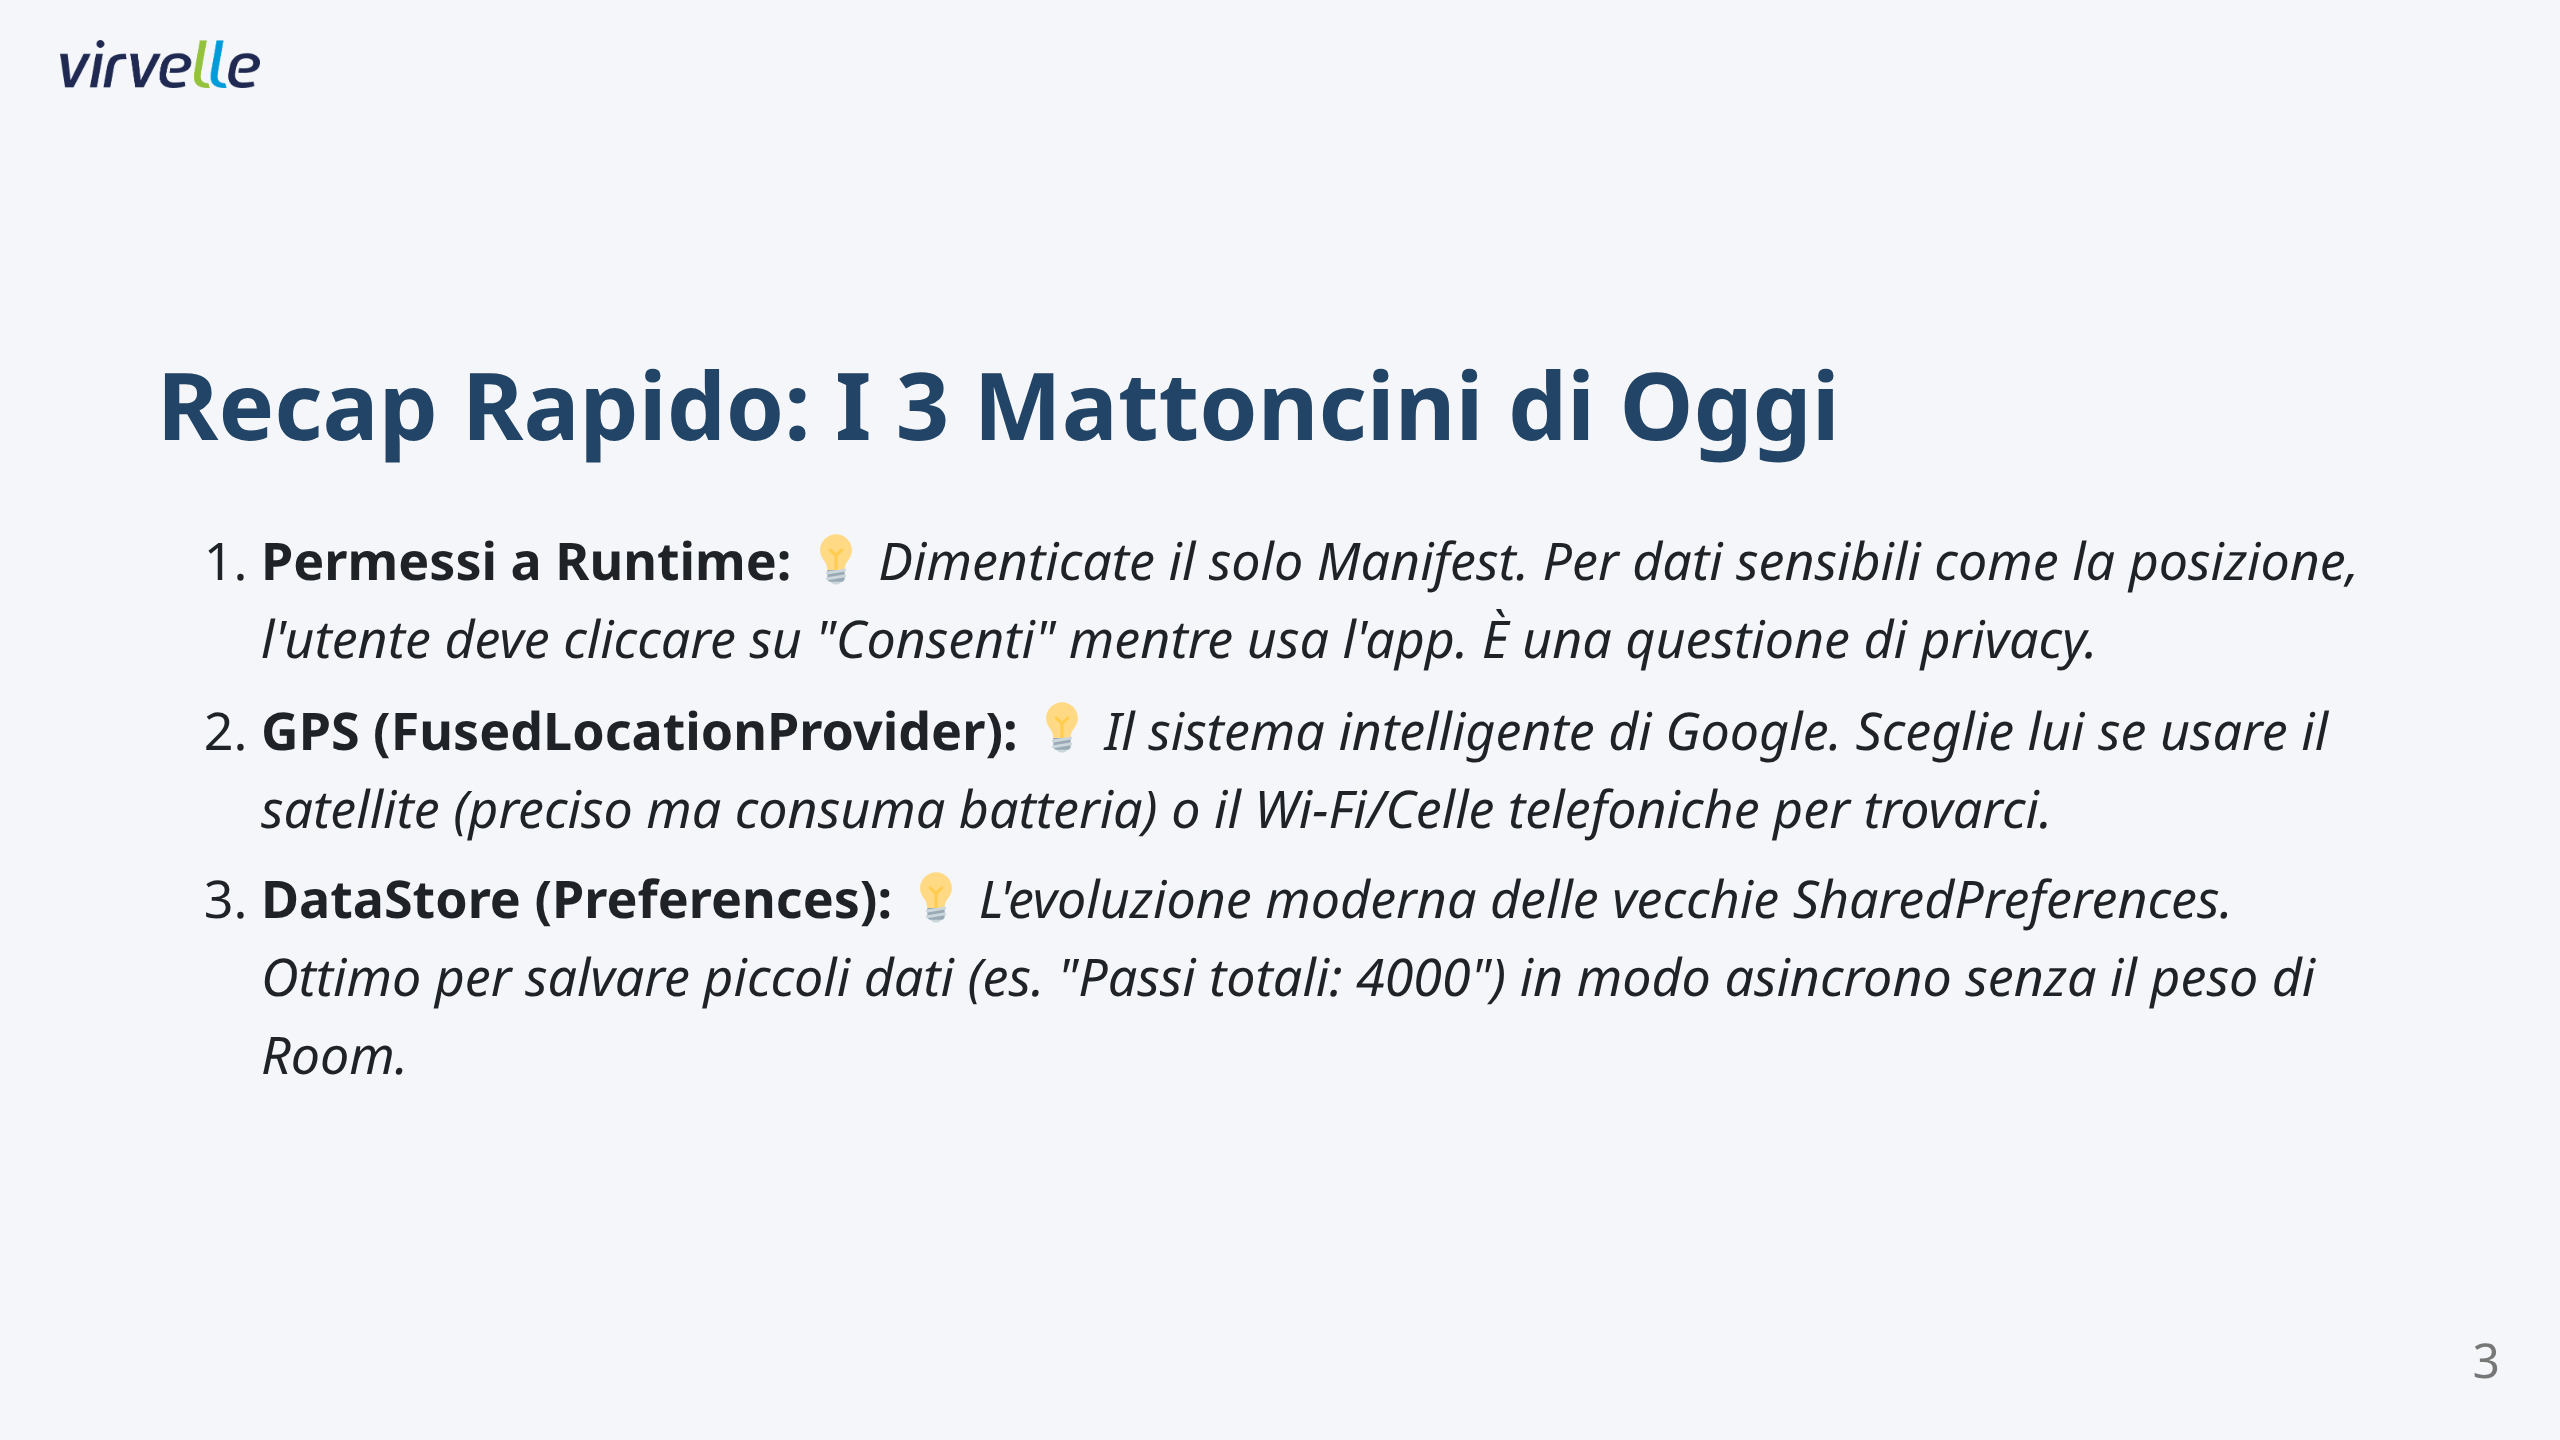 virvelle
Recap Rapido: I 3 Mattoncini di Oggi
1. Permessi a Runtime: 💡 Dimenticate il solo Manifest. Per dati sensibili come la posizione,
l'utente deve cliccare su "Consenti" mentre usa l'app. È una questione di privacy.
2. GPS (FusedLocationProvider): 💡 Il sistema intelligente di Google. Sceglie lui se usare il
satellite (preciso ma consuma batteria) o il Wi-Fi/Celle telefoniche per trovarci.
3. DataStore (Preferences): 💡 L'evoluzione moderna delle vecchie SharedPreferences.
Ottimo per salvare piccoli dati (es. "Passi totali: 4000") in modo asincrono senza il peso di
Room.
3